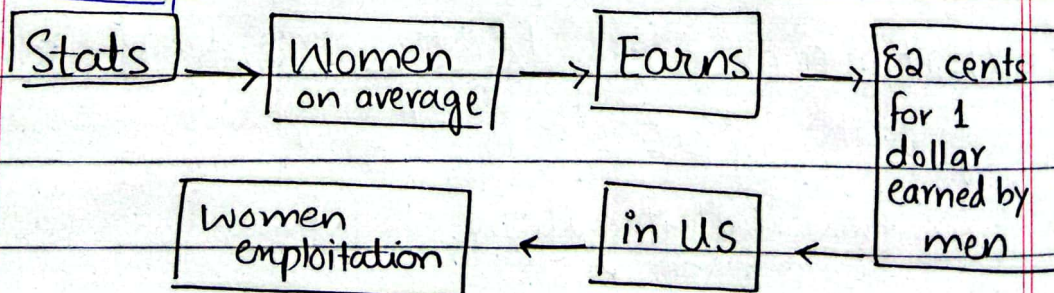 Stats
Women
on average
Earns
82 cents
for 1
dollar
earned by
men
in US
women
exploitation